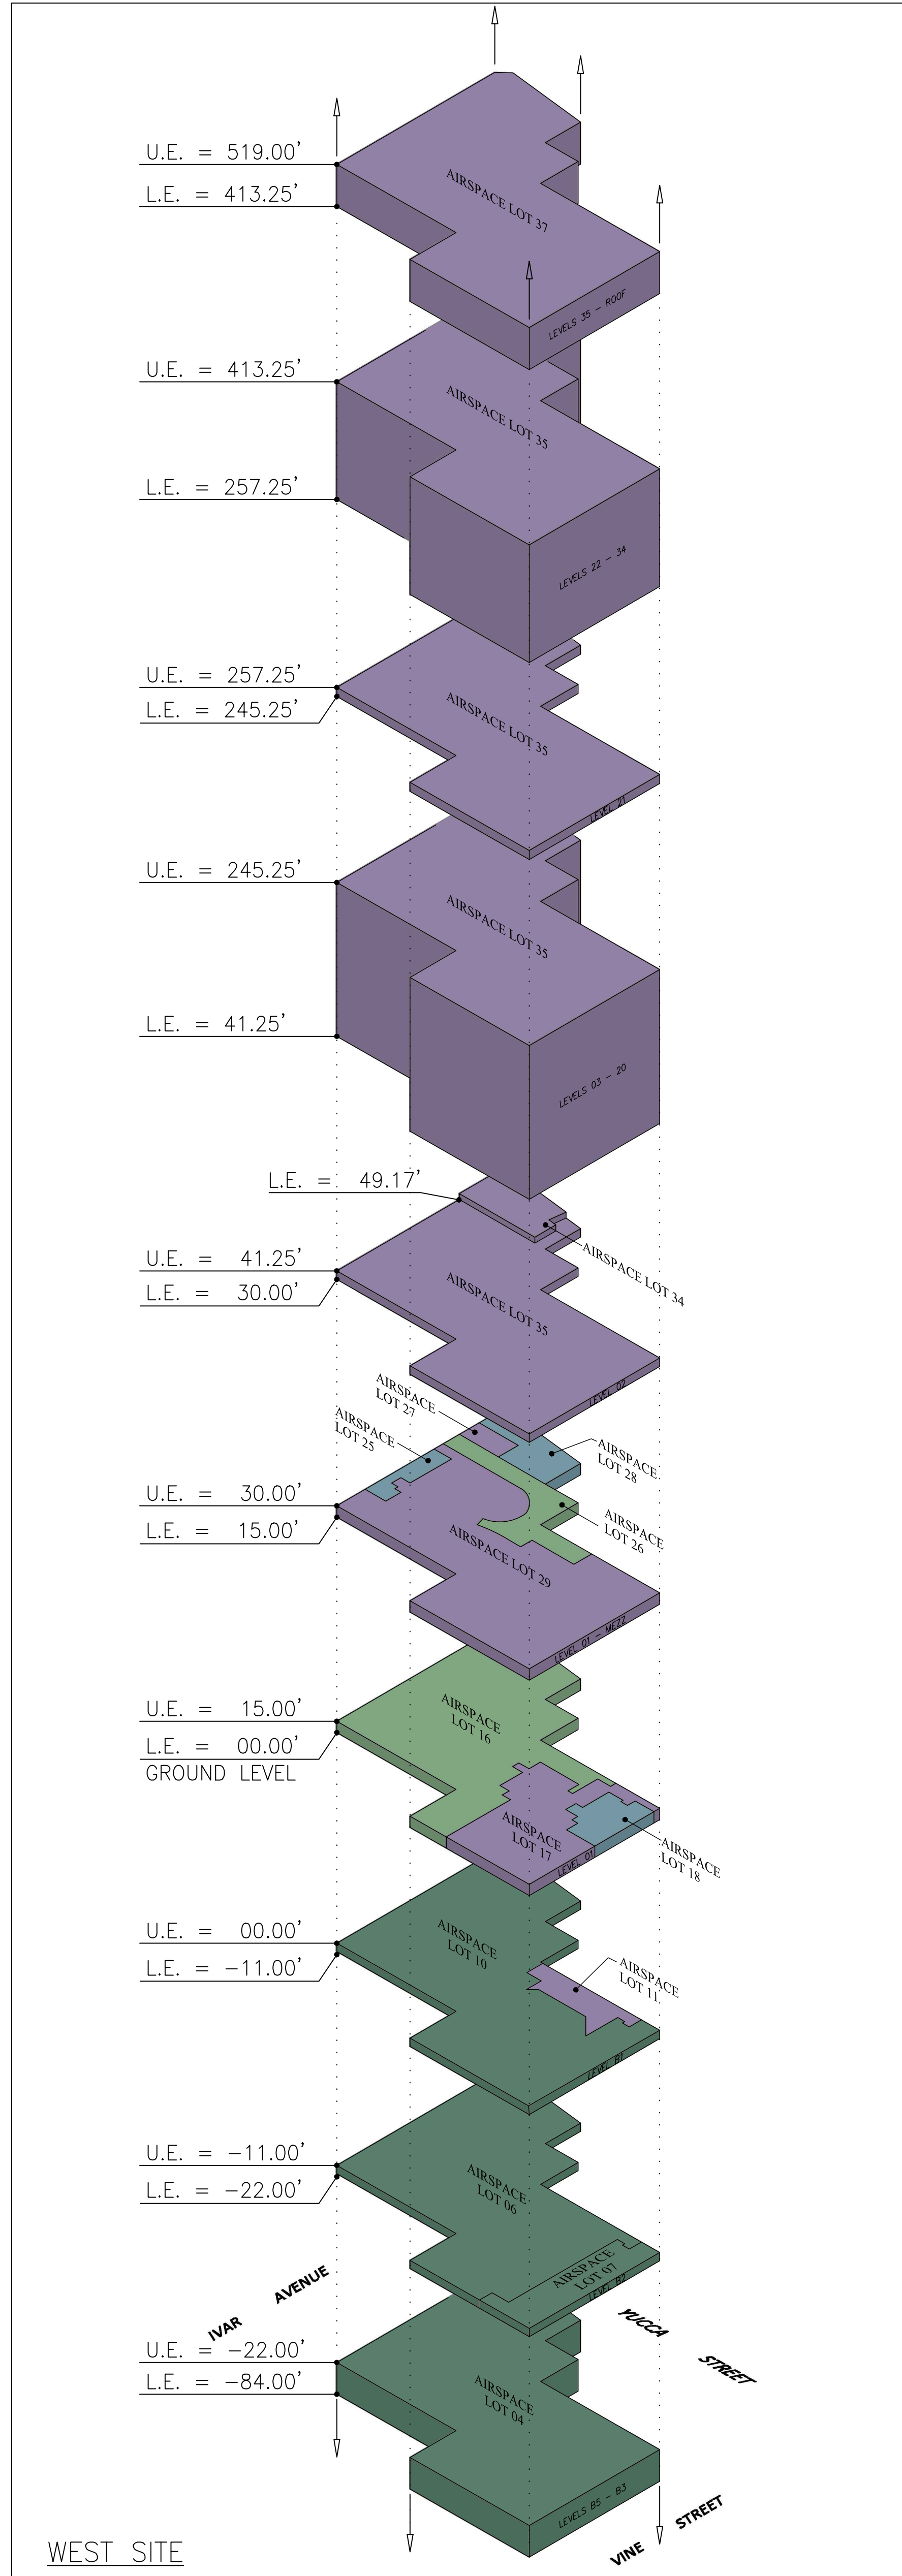 U.E. = 519.00'
L.E. = 413.25'
AIRSPACE LOT 37
LEVELS 35 - ROOF
U.E. = 413.25'
L.E. = 257.25'
AIRSPACE LOT 35
LEVELS 22 - 34
U.E. = 257.25'
L.E. = 245.25'
AIRSPACE LOT 35
LEVEL 21
U.E. = 245.25'
L.E. = 41.25'
AIRSPACE LOT 35
LEVELS 03 - 20
L.E. = 49.17'
AIRSPACE LOT 34
U.E. = 41.25'
L.E. = 30.00'
AIRSPACE LOT 35
LEVEL 02
AIRSPACE
LOT 27
AIRSPACE
LOT 25
AIRSPACE
LOT 28
U.E. = 30.00'
L.E. = 15.00'
AIRSPACE
LOT 26
AIRSPACE LOT 29
LEVEL 01 - MEZZ
U.E. = 15.00'
L.E. = 00.00'
GROUND LEVEL
AIRSPACE
LOT 16
AIRSPACE
LOT 17
LEVEL 01
AIRSPACE
LOT 18
U.E. = 00.00'
L.E. = -11.00'
AIRSPACE
LOT 10
AIRSPACE
LOT 11
LEVEL B1
U.E. = -11.00'
L.E. = -22.00'
AIRSPACE
LOT 06
AIRSPACE
LOT 07
LEVEL B2
IVAR AVENUE
YUCCA STREET
U.E. = -22.00'
L.E. = -84.00'
AIRSPACE
LOT 04
LEVELS B5 - B3
VINE STREET
WEST SITE